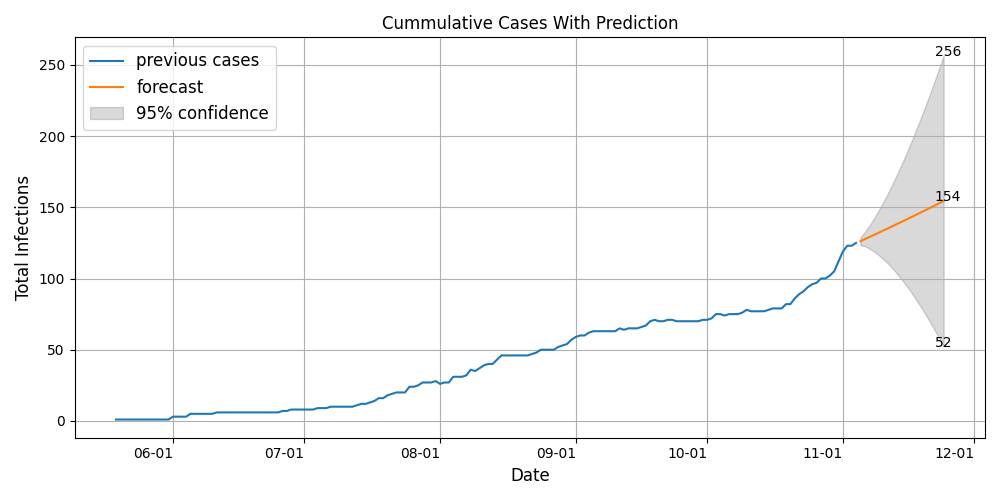 Cummulative Cases With Prediction
previous cases
forecast
95% confidence
256
154
52
250
200
150
100
50
0
Total Infections
06-01
07-01
08-01
09-01
10-01
11-01
12-01
Date